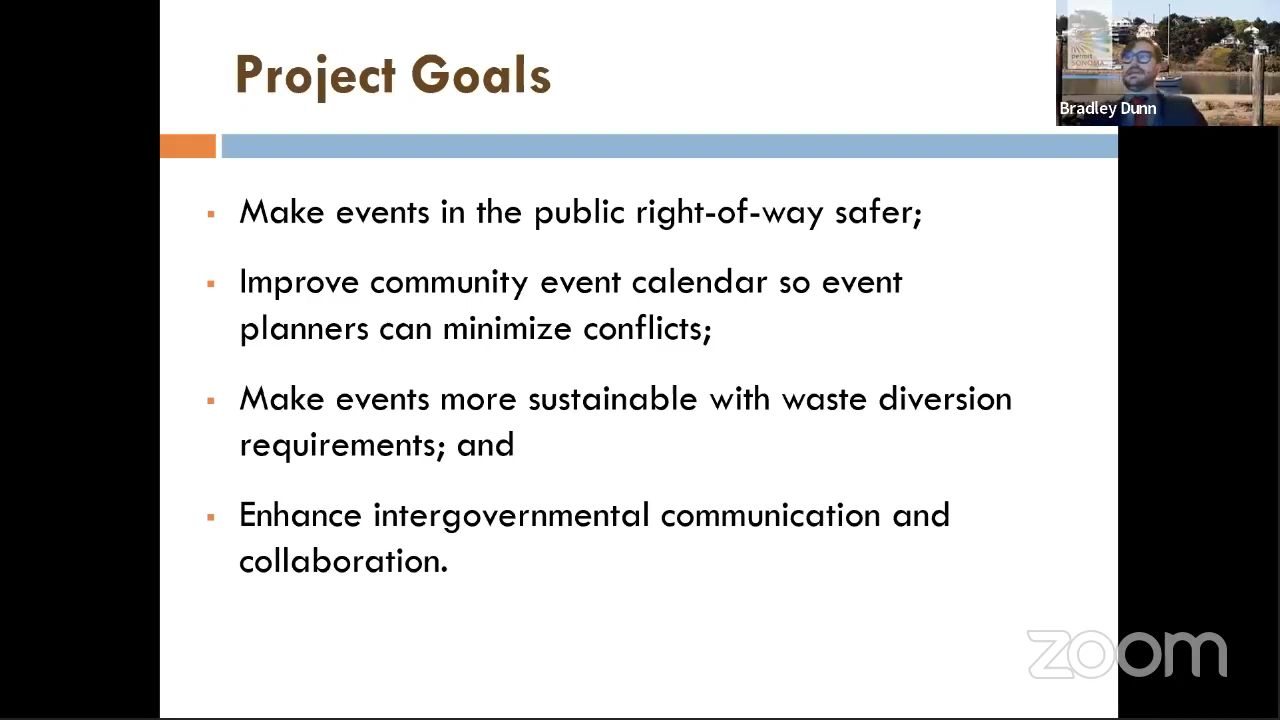 Project Goals
permit
SONOMA
Bradley Dunn
▪ Make events in the public right-of-way safer;
▪ Improve community event calendar so event
planners can minimize conflicts;
▪ Make events more sustainable with waste diversion
requirements; and
▪ Enhance intergovernmental communication and
collaboration.
zoom